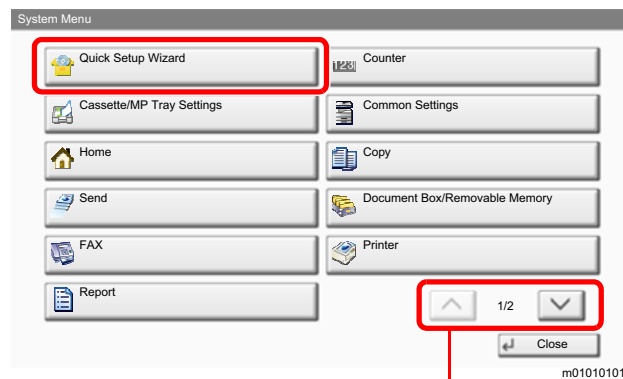 System Menu
Quick Setup Wizard
123
Counter
Cassette/MP Tray Settings
Common Settings
Home
Copy
Send
Document Box/Removable Memory
FAX
Printer
Report
1/2
Close
m01010101